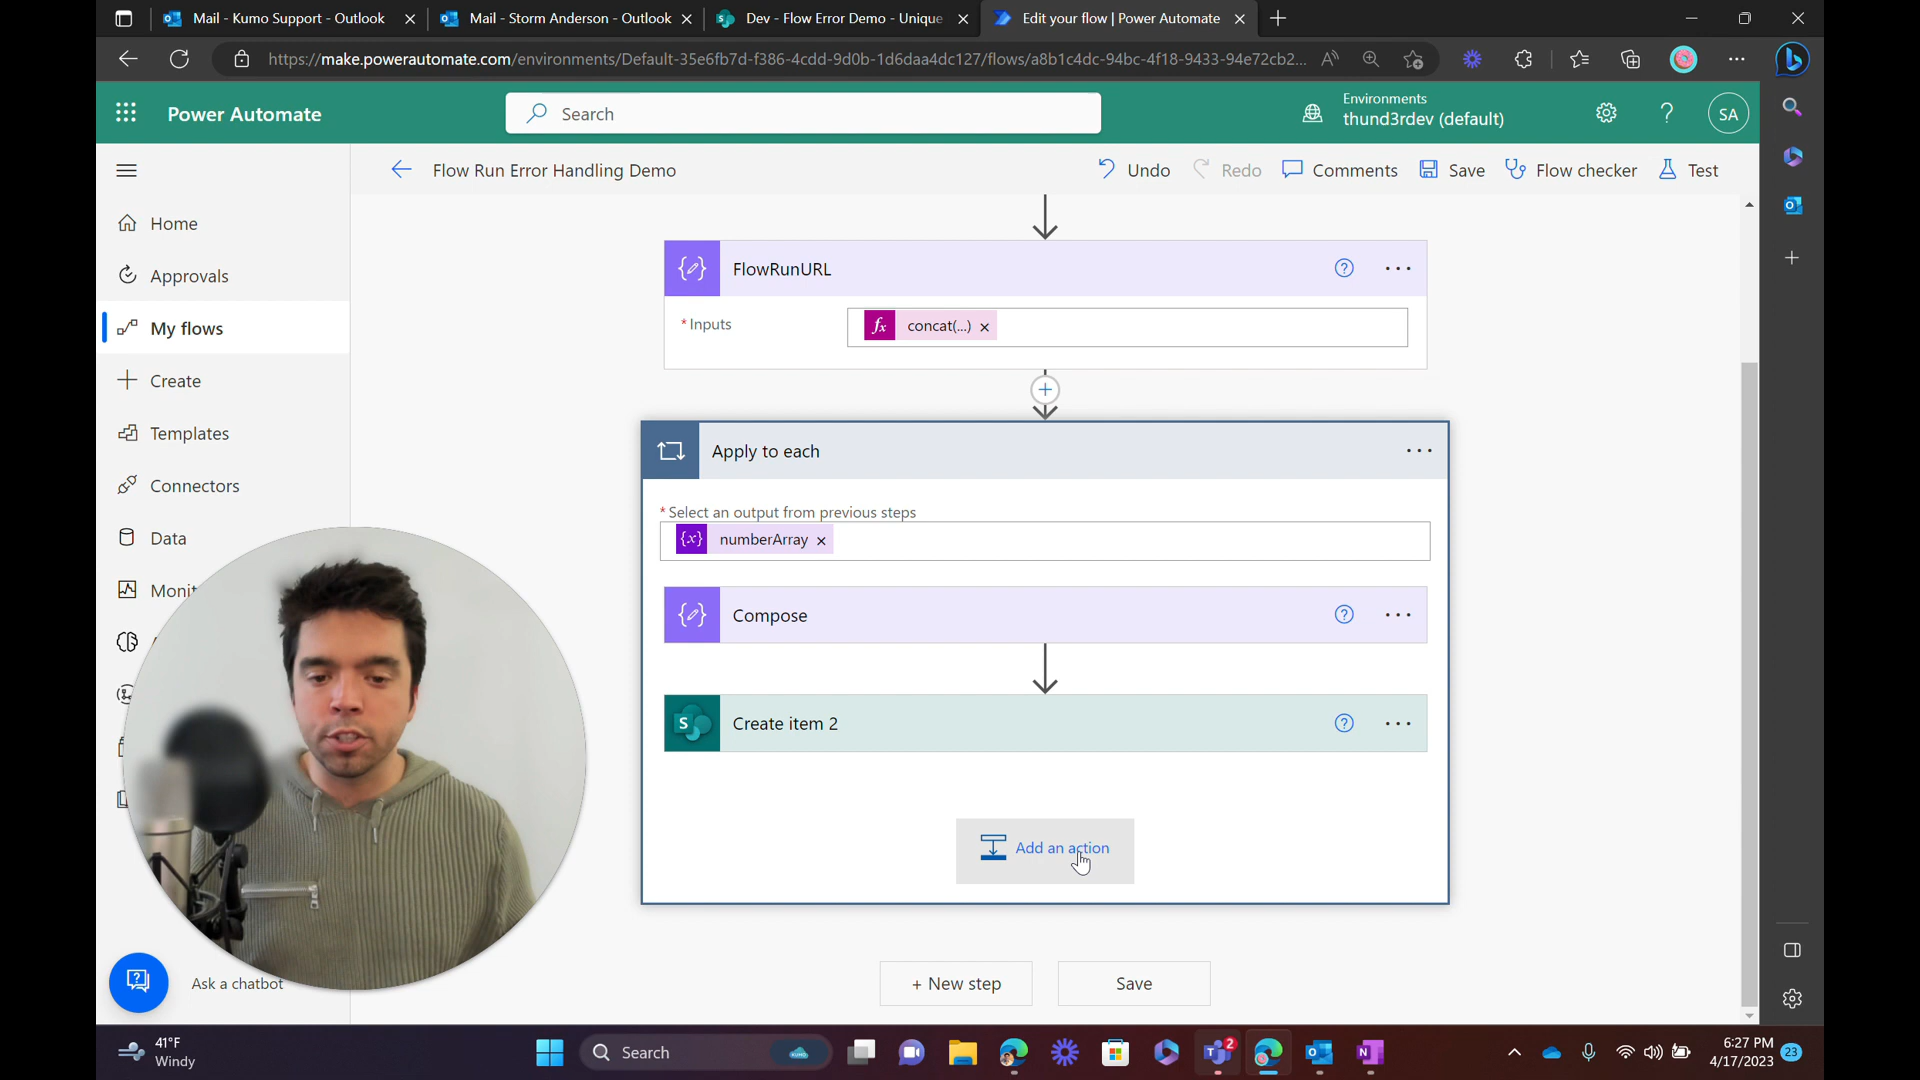 Mail - Kumo Support - Outlook
Mail - Storm Anderson - Outlook
Dev - Flow Error Demo - Unique
Edit your flow | Power Automate
https://make.powerautomate.com/environments/Default-35e6fb7d-f386-4cdd-9d0b-1d6daa4dc127/flows/a8b1c4dc-94bc-4f18-9433-94e72cb2...
Power Automate
Search
Environments
thund3rdev (default)
SA
Flow Run Error Handling Demo
Undo
Redo
Comments
Save
Flow checker
Test
Home
Approvals
My flows
Create
Templates
Connectors
Data
Monit
Ask a chatbot
FlowRunURL
* Inputs
fx concat(...) ×
Apply to each
* Select an output from previous steps
{x} numberArray ×
Compose
S Create item 2
Add an action
+ New step
Save
41°F
Windy
Search
2
6:27 PM
4/17/2023
23